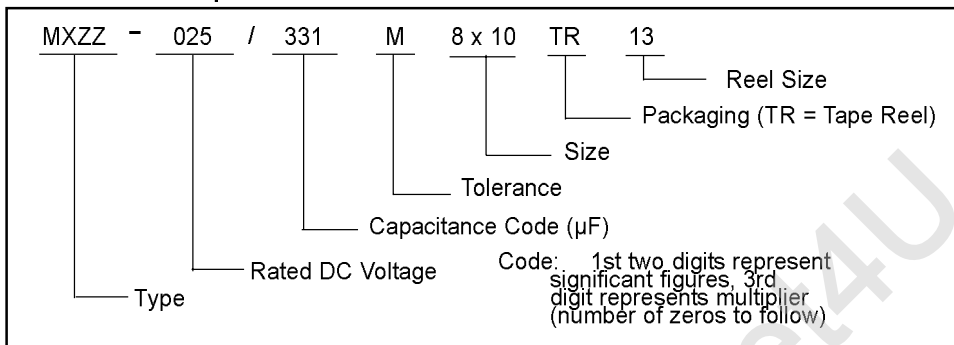 MXZZ - 025 / 331 M 8 x 10 TR 13
Reel Size
Packaging (TR = Tape Reel)
Size
Tolerance
Capacitance Code (µF)
Rated DC Voltage
Type
Code: 1st two digits represent
significant figures, 3rd
digit represents multiplier
(number of zeros to follow)
et4U